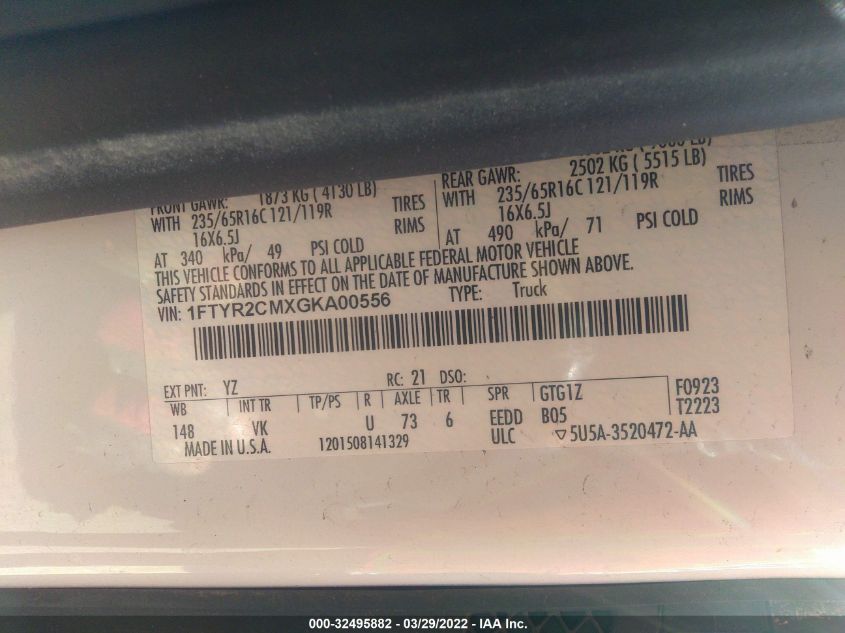 FRONT GAWR: 1873 KG ( 4130 LB)
WITH 235/65R16C 121/119R TIRES
16X6.5J RIMS
AT 340 kPa/ 49 PSI COLD
REAR GAWR: 2502 KG ( 5515 LB)
WITH 235/65R16C 121/119R TIRES
16X6.5J RIMS
AT 490 kPa/ 71 PSI COLD
THIS VEHICLE CONFORMS TO ALL APPLICABLE FEDERAL MOTOR VEHICLE
SAFETY STANDARDS IN EFFECT ON THE DATE OF MANUFACTURE SHOWN ABOVE.
VIN: 1FTYR2CMXGKA00556 TYPE: Truck
EXT PNT: YZ RC: 21 DSO:
WB INT TR TP/PS R AXLE TR SPR GTG1Z F0923
148 VK U 73 6 EEDD B05 T2223
MADE IN U.S.A. 1201508141329 ULC ▽5U5A-3520472-AA
000-32495882 - 03/29/2022 - IAA Inc.